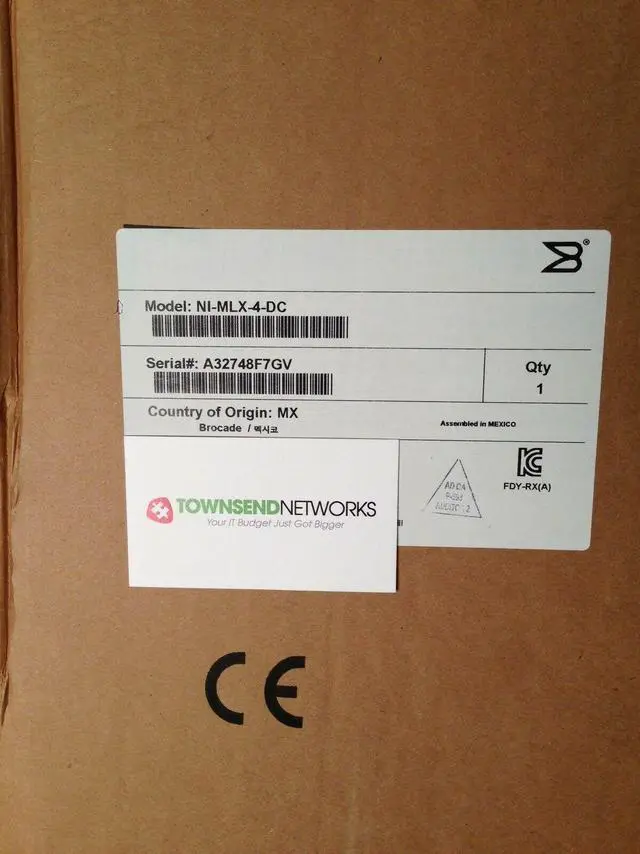 Model: NI-MLX-4-DC
Serial#: A32748F7GV
Qty
1
Country of Origin: MX
Brocade / 멕시코
Assembled in MEXICO
FDY-RX(A)
TOWNSENDNETWORKS
Your IT Budget Just Got Bigger
CE